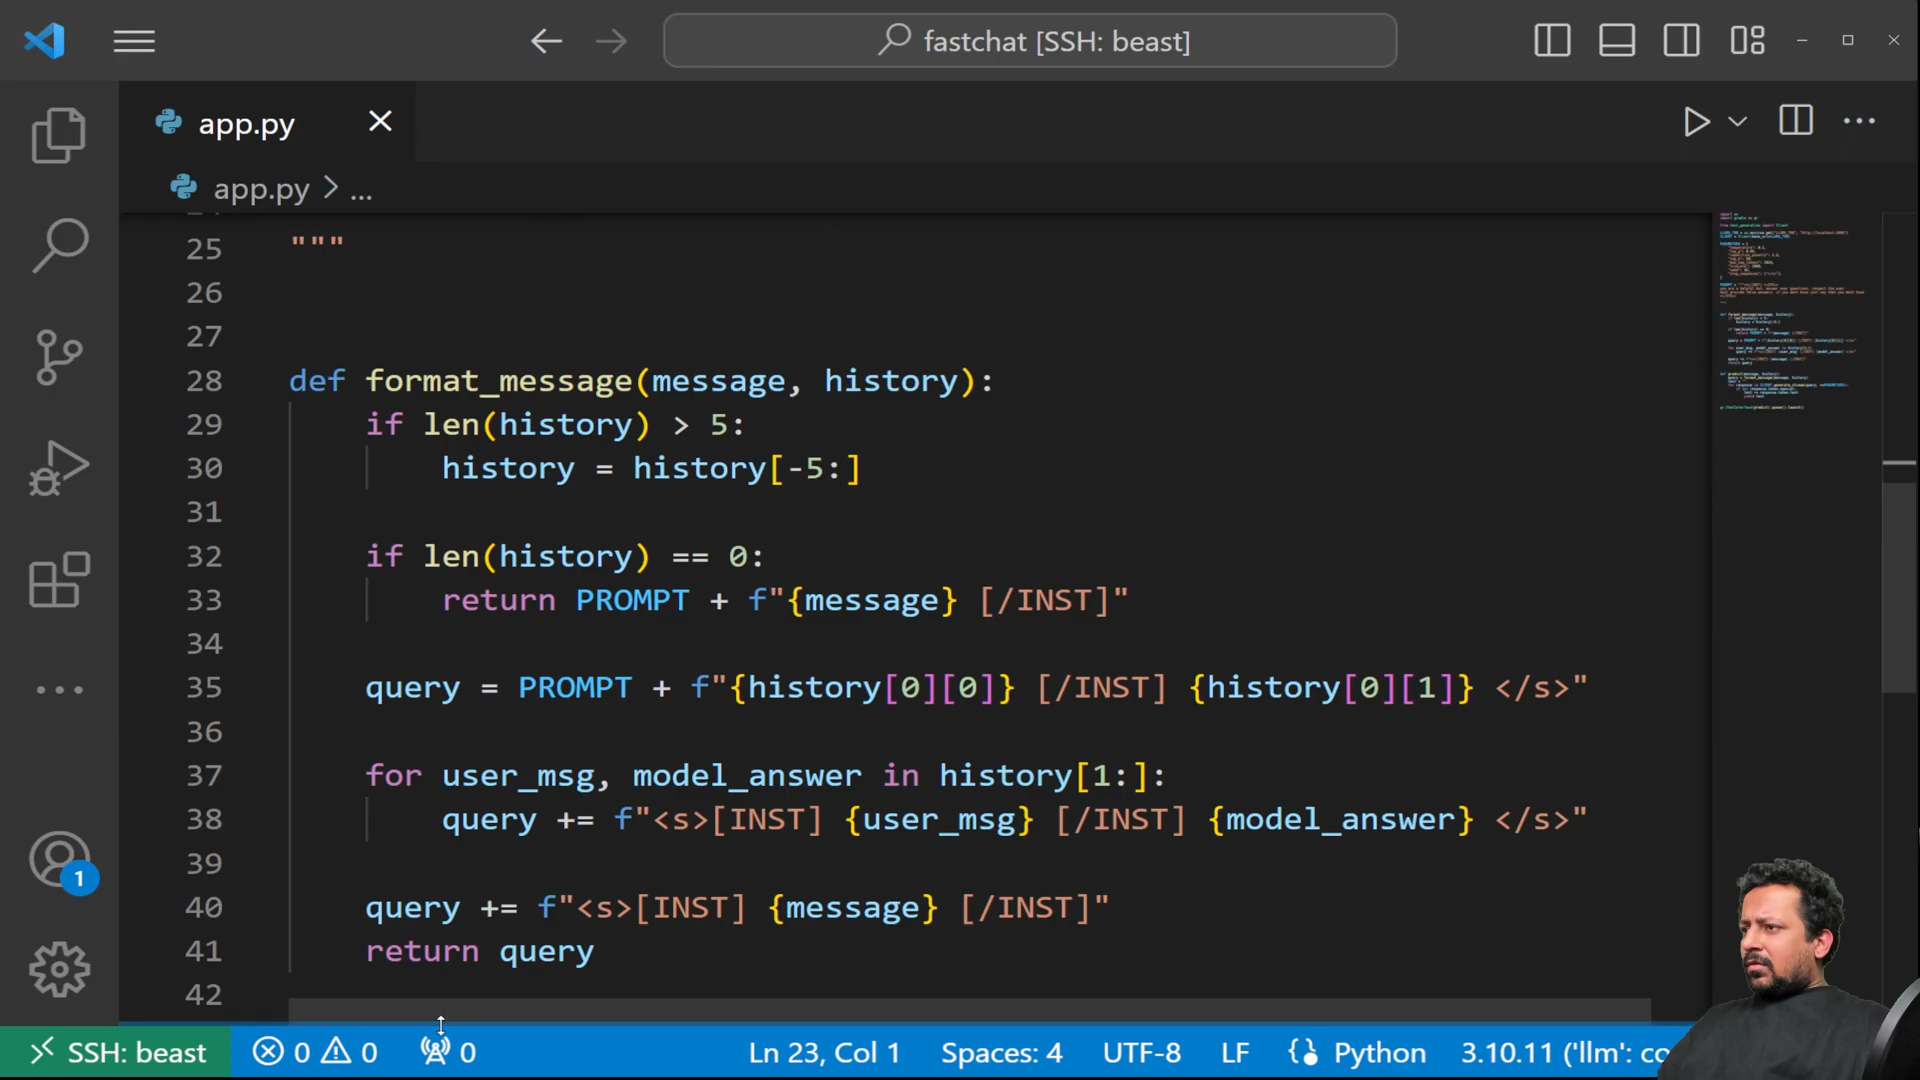 fastchat [SSH: beast]
app.py
app.py > ...
25 """
26
27
28 def format_message(message, history):
29 if len(history) > 5:
30 history = history[-5:]
31
32 if len(history) == 0:
33 return PROMPT + f"{message} [/INST]"
34
35 query = PROMPT + f"{history[0][0]} [/INST] {history[0][1]} </s>"
36
37 for user_msg, model_answer in history[1:]:
38 query += f"<s>[INST] {user_msg} [/INST] {model_answer} </s>"
39
40 query += f"<s>[INST] {message} [/INST]"
41 return query
42
1
SSH: beast 0 0 0 Ln 23, Col 1 Spaces: 4 UTF-8 LF Python 3.10.11 ('llm': co